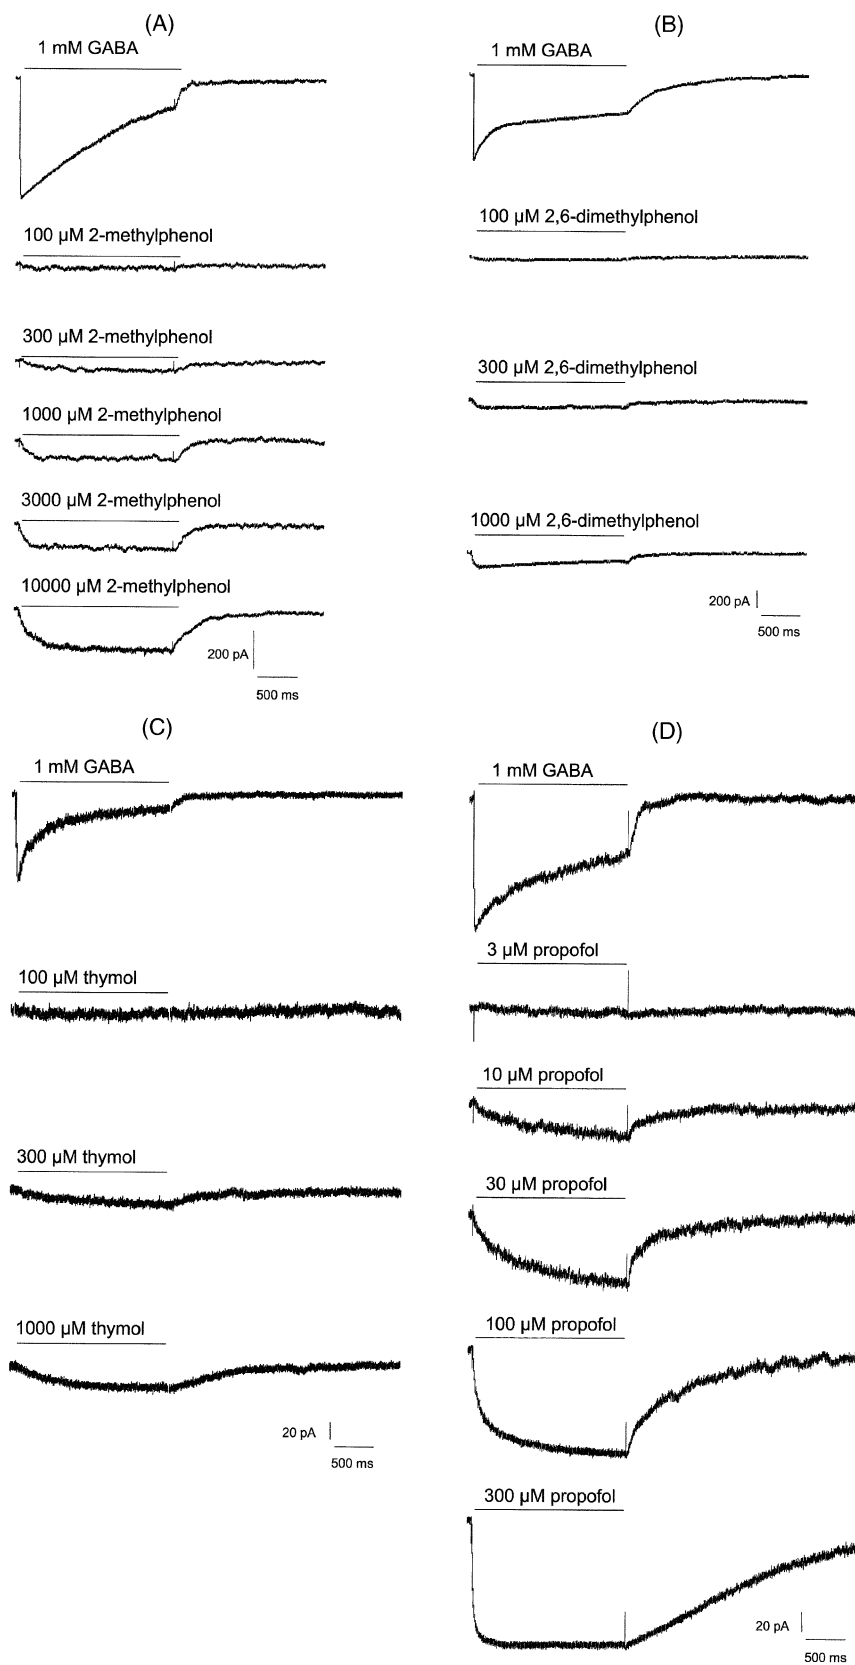 (A)
1 mM GABA
100 µM 2-methylphenol
300 µM 2-methylphenol
1000 µM 2-methylphenol
3000 µM 2-methylphenol
10000 µM 2-methylphenol
200 pA
500 ms
(B)
1 mM GABA
100 µM 2,6-dimethylphenol
300 µM 2,6-dimethylphenol
1000 µM 2,6-dimethylphenol
200 pA
500 ms
(C)
1 mM GABA
100 µM thymol
300 µM thymol
1000 µM thymol
20 pA
500 ms
(D)
1 mM GABA
3 µM propofol
10 µM propofol
30 µM propofol
100 µM propofol
300 µM propofol
20 pA
500 ms